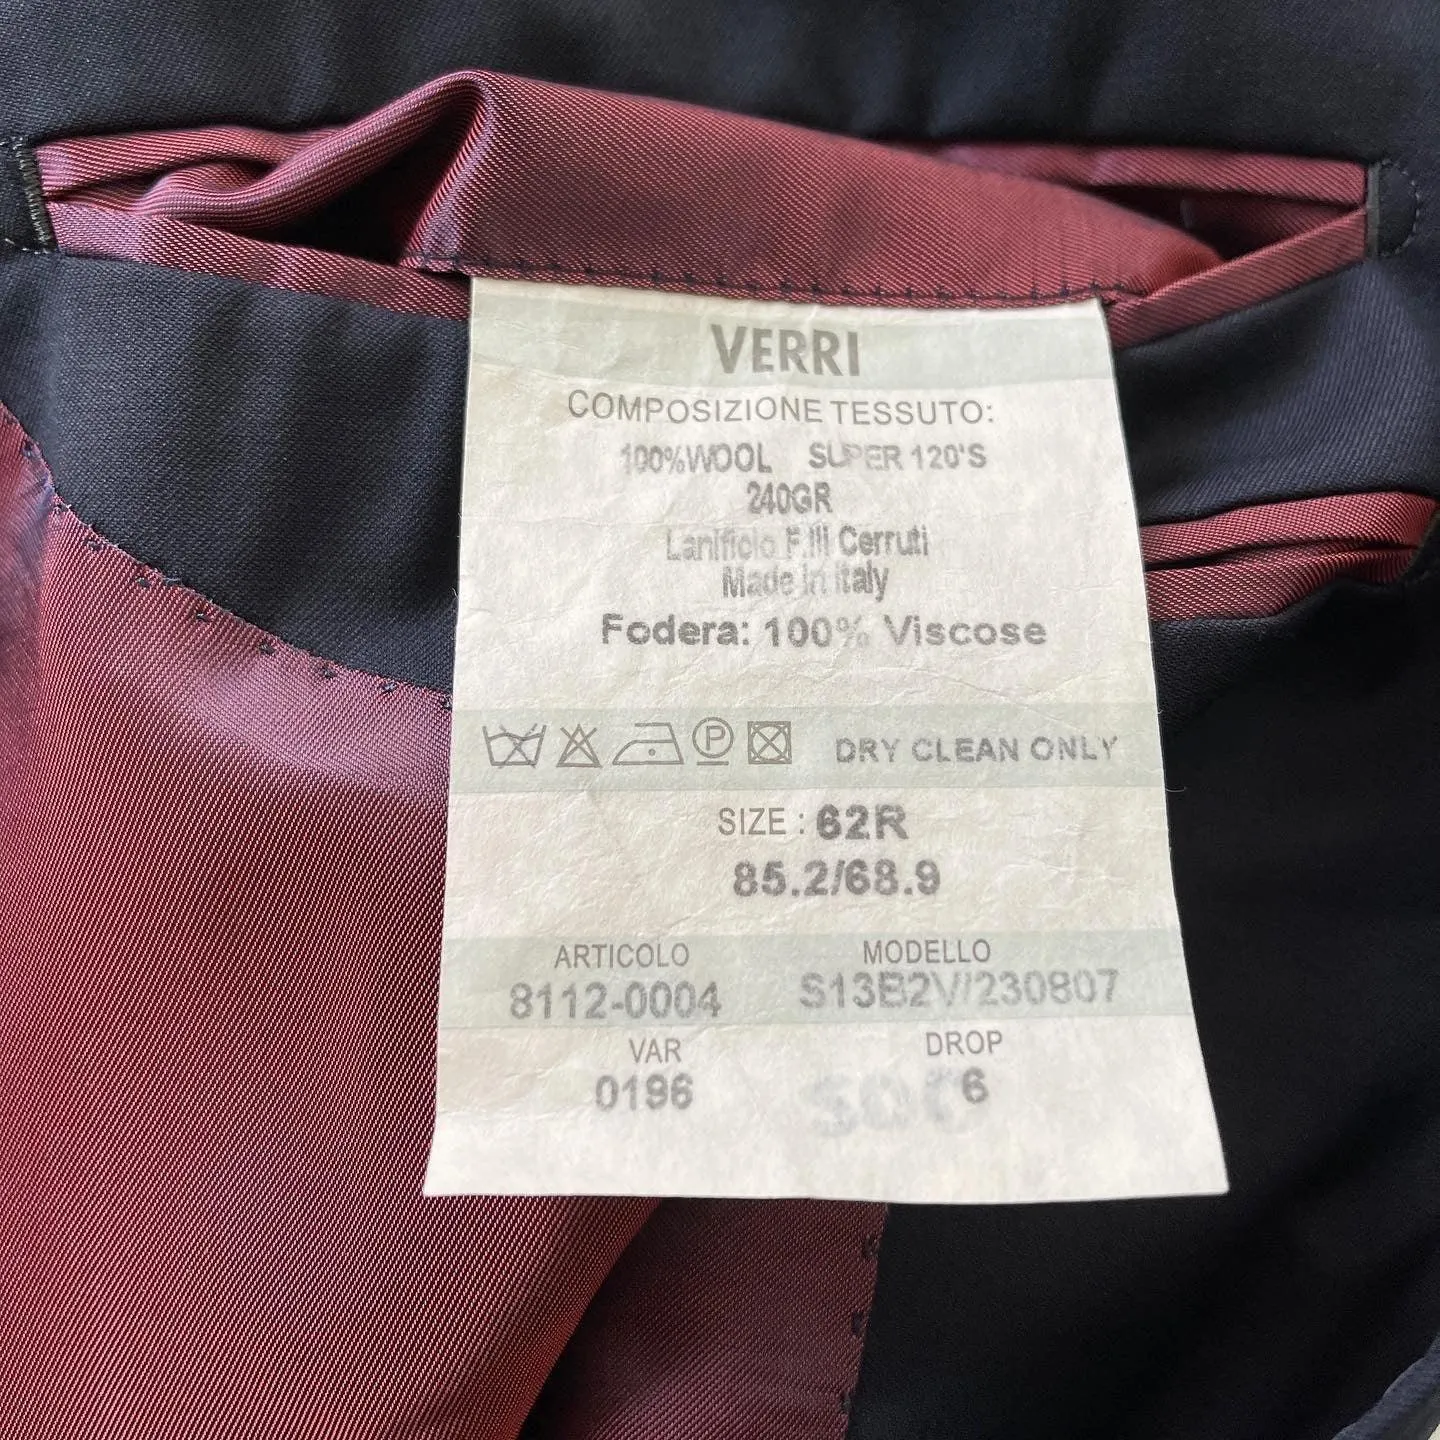 VERRI
COMPOSIZIONE TESSUTO:
100%WOOL SUPER 120'S
240GR
Lanificio F.lli Cerruti
Made in Italy
Fodera: 100% Viscose
P DRY CLEAN ONLY
SIZE : 62R
85.2/68.9
ARTICOLO MODELLO
8112-0004 S13B2V/230807
VAR DROP
0196 6